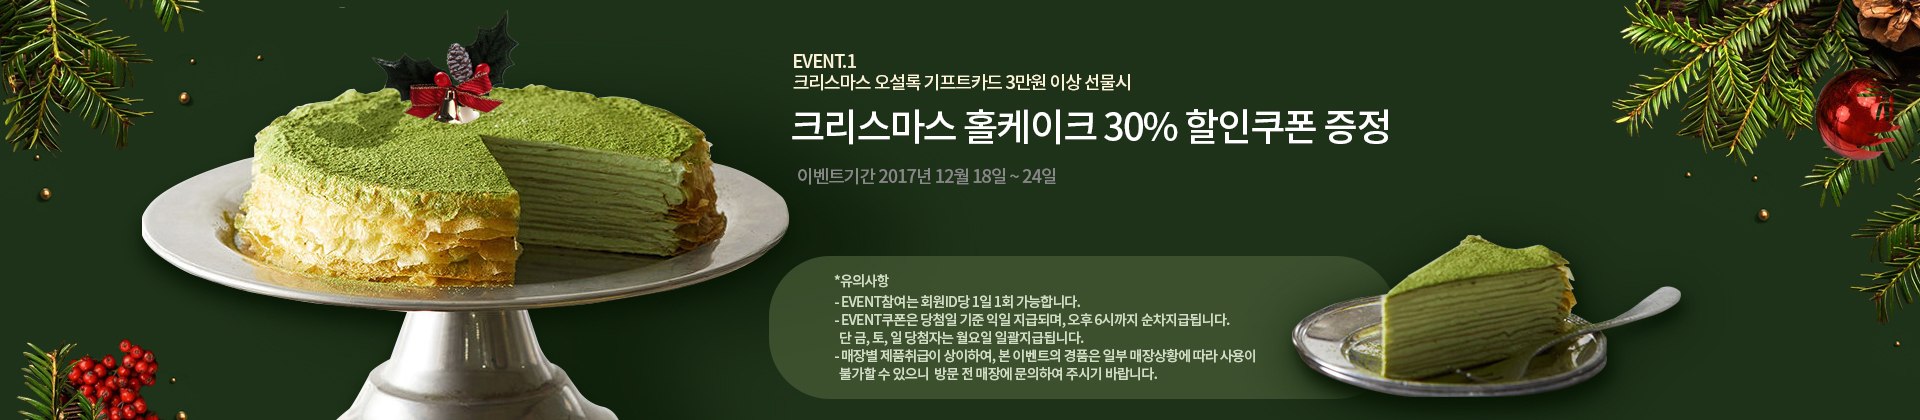 EVENT.1
크리스마스 오설록 기프트카드 3만원 이상 선물시
크리스마스 홀케이크 30% 할인쿠폰 증정
이벤트기간 2017년 12월 18일 ~ 24일
*유의사항
- EVENT참여는 회원ID당 1일 1회 가능합니다.
- EVENT쿠폰은 당첨일 기준 익일 지급되며, 오후 6시까지 순차지급됩니다.
단 금, 토, 일 당첨자는 월요일 일괄지급됩니다.
- 매장별 제품취급이 상이하여, 본 이벤트의 경품은 일부 매장상황에 따라 사용이
불가할 수 있으니 방문 전 매장에 문의하여 주시기 바랍니다.